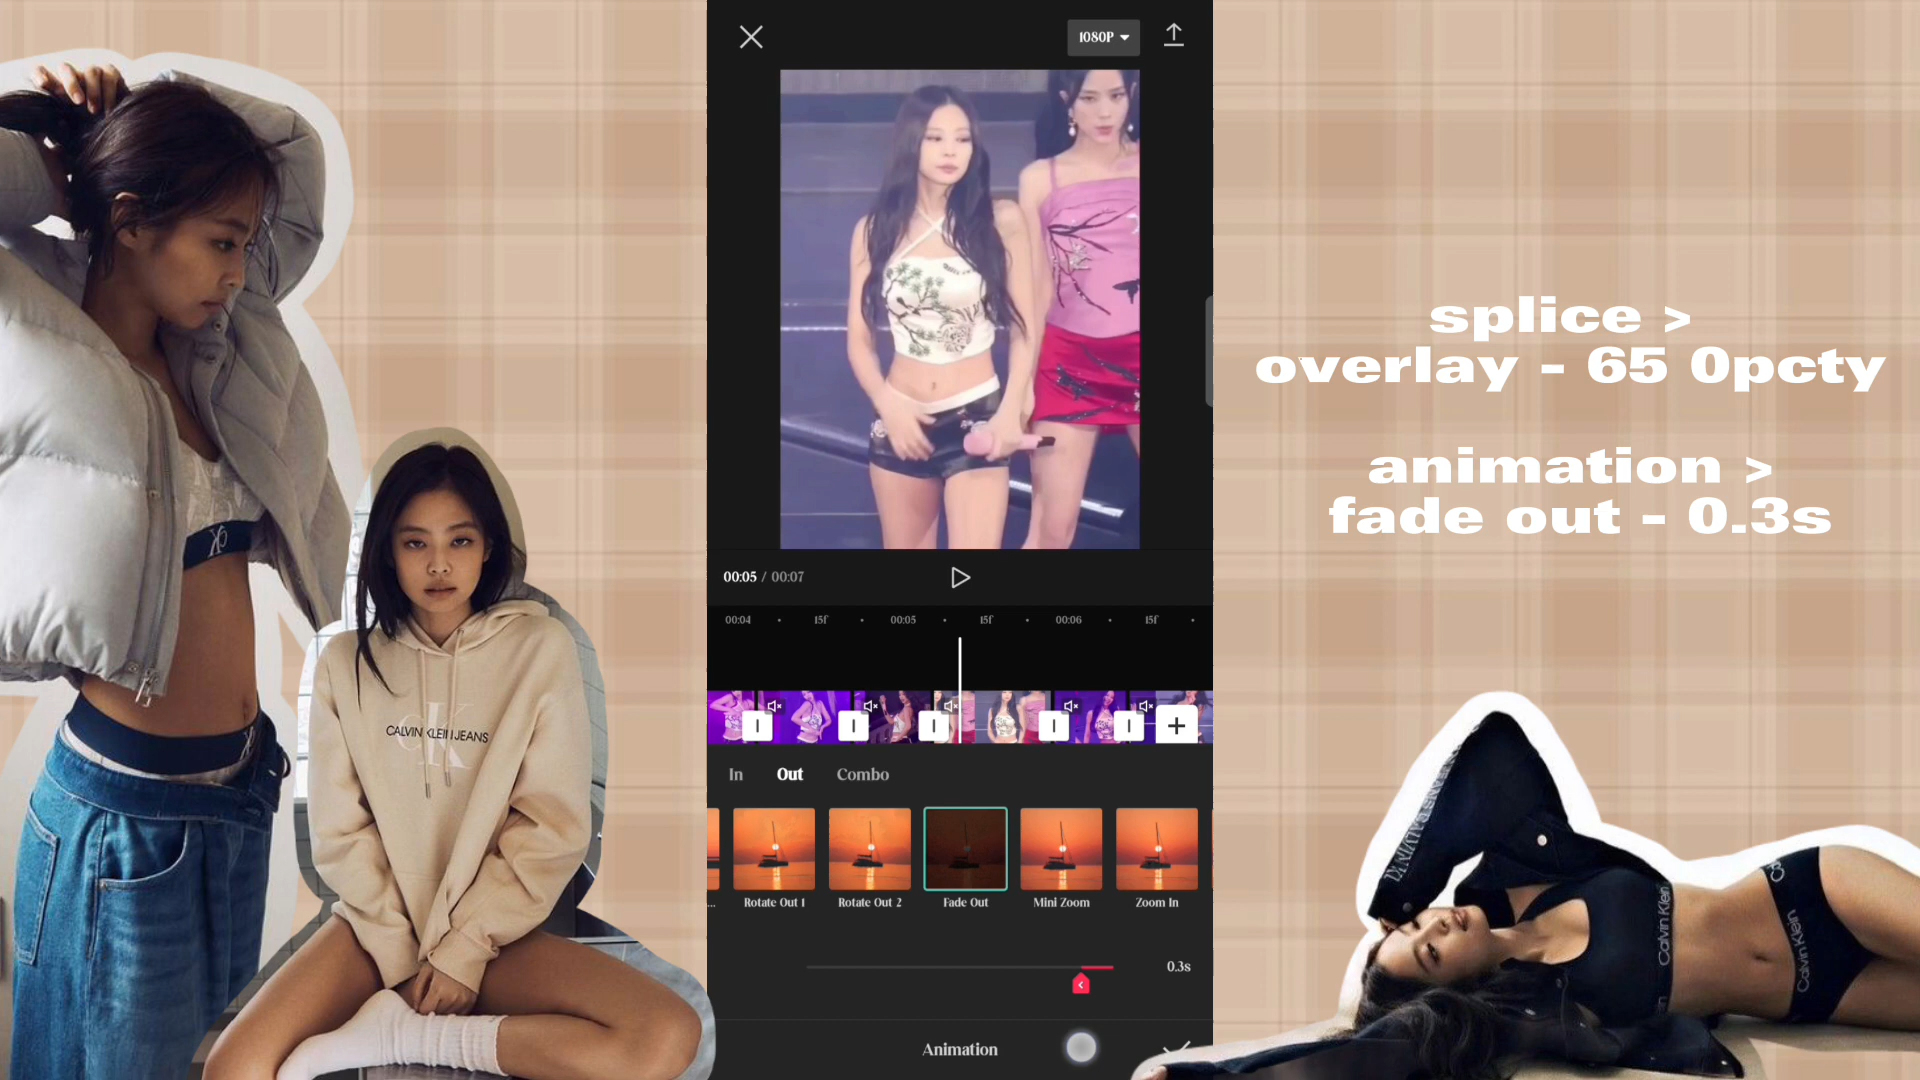 1080P
00:05 / 00:07
00:04
15f
00:05
15f
00:06
15f
In
Out
Combo
...
Rotate Out 1
Rotate Out 2
Fade Out
Mini Zoom
Zoom In
0.3s
Animation
splice >
overlay - 65 0pcty
animation >
fade out - 0.3s
CK
CALVIN KLEIN JEANS
CK
Calvin Klein
Calvin Klein